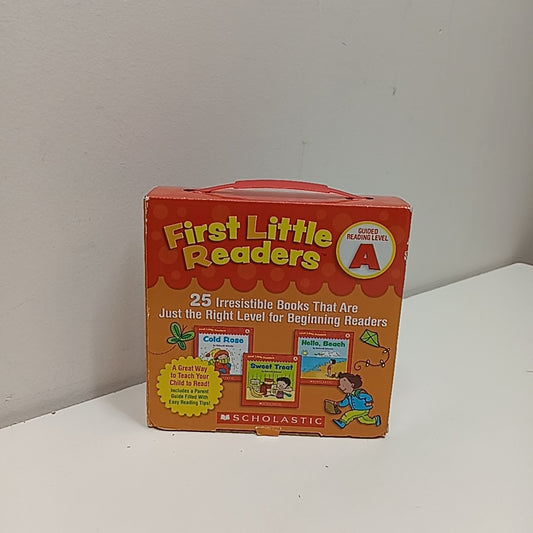 First Little
Readers
GUIDED
READING LEVEL
A
25 Irresistible Books That Are
Just the Right Level for Beginning Readers
Cold Rose
Hello, Beach
Sweet Treat
A Great Way
to Teach Your
Child to Read!
Includes a Parent
Guide Filled With
Easy Reading Tips!
SCHOLASTIC